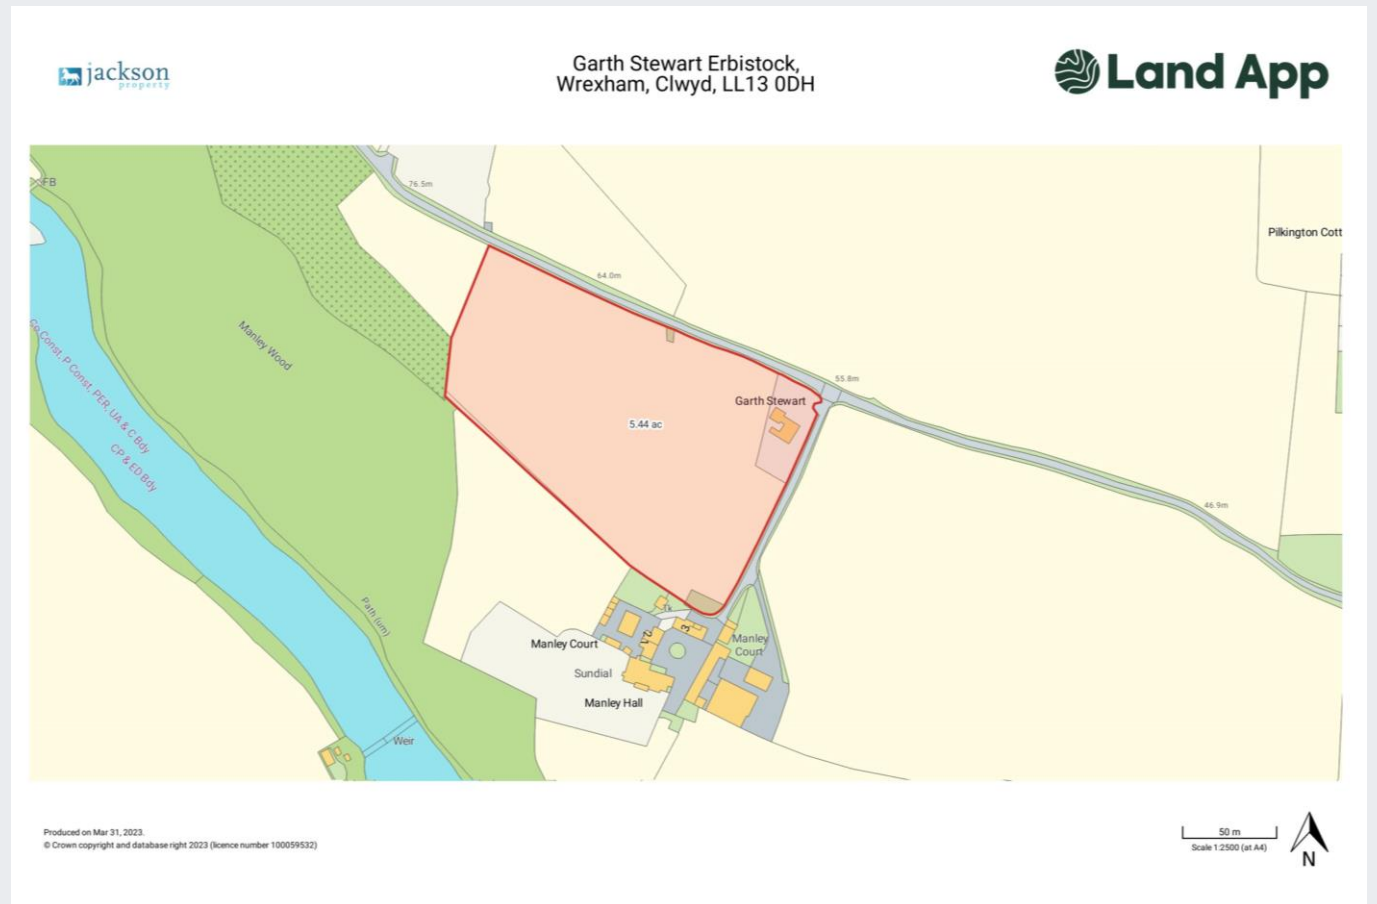 jackson
property
Garth Stewart Erbistock,
Wrexham, Clwyd, LL13 0DH
Land App
FB
76.5m
Pilkington Cott
64.0m
Manley Wood
Co Const, P Const, PER, UA & C Bdy
CP & ED Bdy
55.8m
Garth Stewart
5.44 ac
46.9m
Path (um)
Tk
3
Manley Court
Manley
Court
Sundial
Manley Hall
Weir
Produced on Mar 31, 2023.
© Crown copyright and database right 2023 (licence number 100059532)
50 m
Scale 1:2500 (at A4)
N